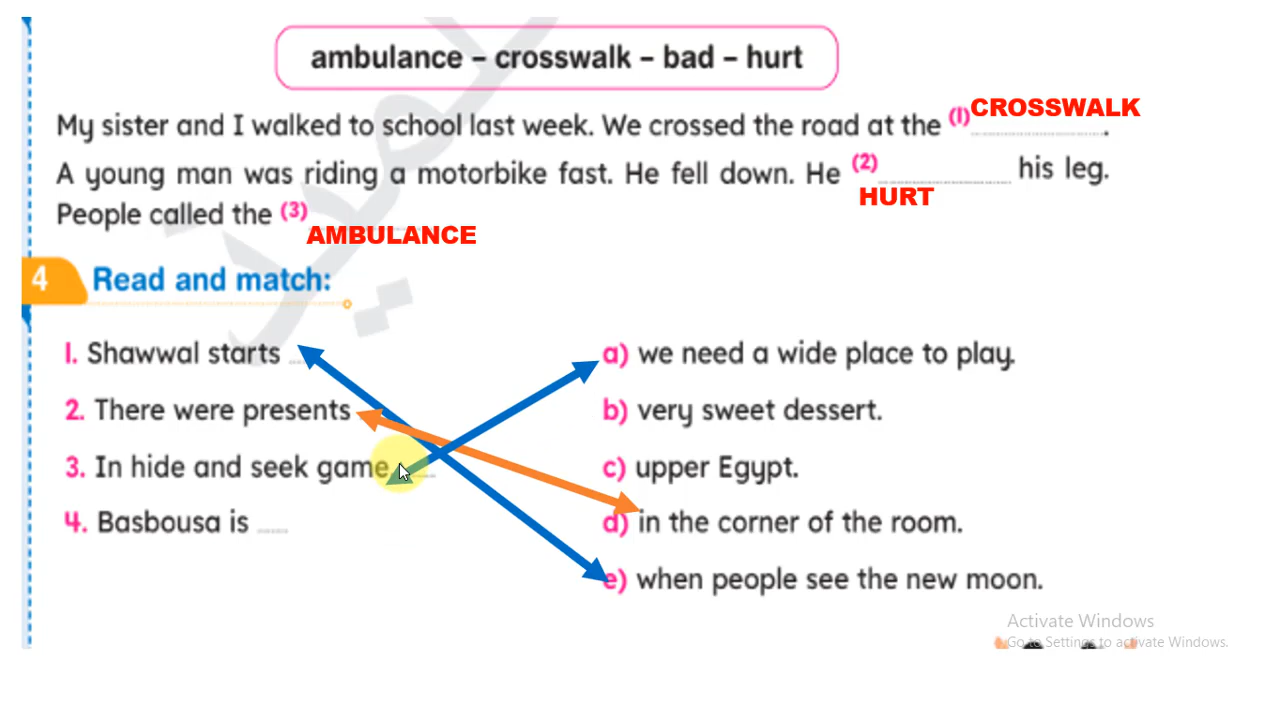 ambulance – crosswalk – bad – hurt
My sister and I walked to school last week. We crossed the road at the (1) CROSSWALK .
A young man was riding a motorbike fast. He fell down. He (2) HURT his leg.
People called the (3) AMBULANCE
4 Read and match:
1. Shawwal starts ..... a) we need a wide place to play.
2. There were presents b) very sweet dessert.
3. In hide and seek game ..... c) upper Egypt.
4. Basbousa is ..... d) in the corner of the room.
e) when people see the new moon.
Activate Windows
Go to Settings to activate Windows.